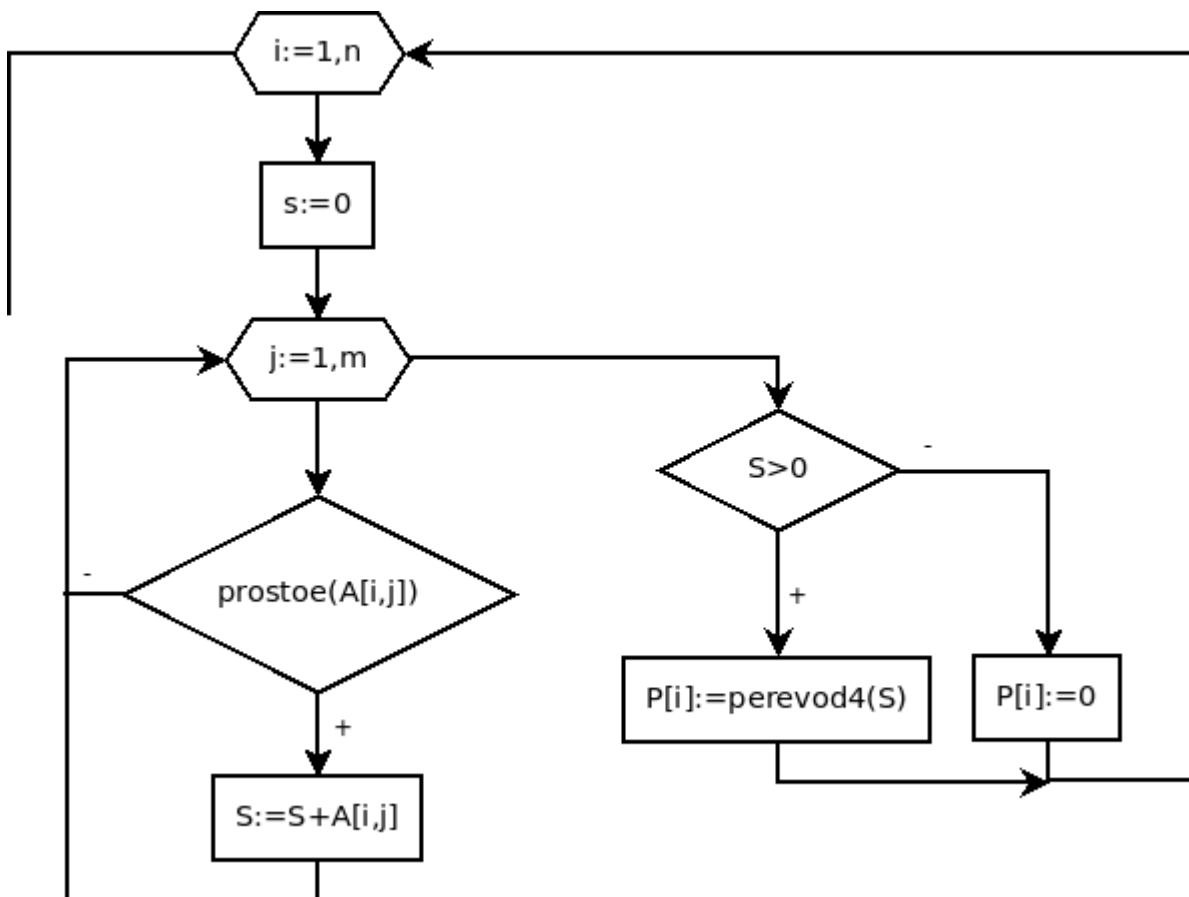 i:=1,n
s:=0
j:=1,m
S>0
-
prostoe(A[i,j])
-
+
P[i]:=perevod4(S)
P[i]:=0
+
S:=S+A[i,j]